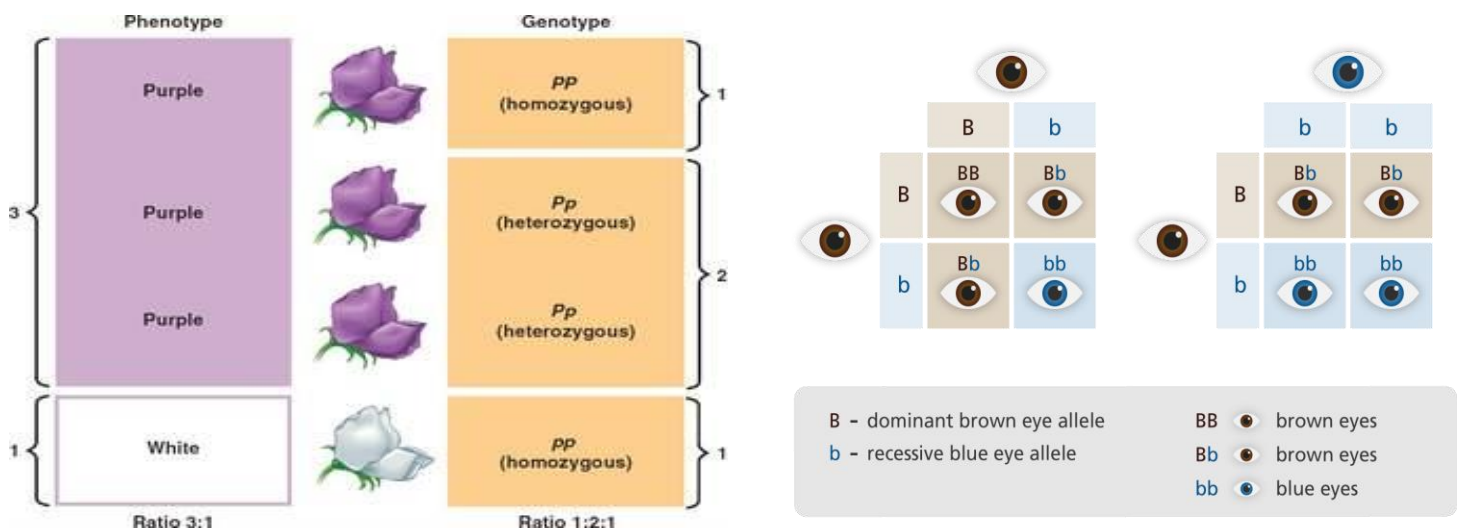 Phenotype
Genotype
3
Purple
PP
(homozygous)
1
Purple
Pp
(heterozygous)
2
Purple
Pp
(heterozygous)
1
White
pp
(homozygous)
1
Ratio 3:1
Ratio 1:2:1
B b
B BB Bb
b Bb bb
b b
B Bb Bb
b bb bb
B - dominant brown eye allele
b - recessive blue eye allele
BB brown eyes
Bb brown eyes
bb blue eyes